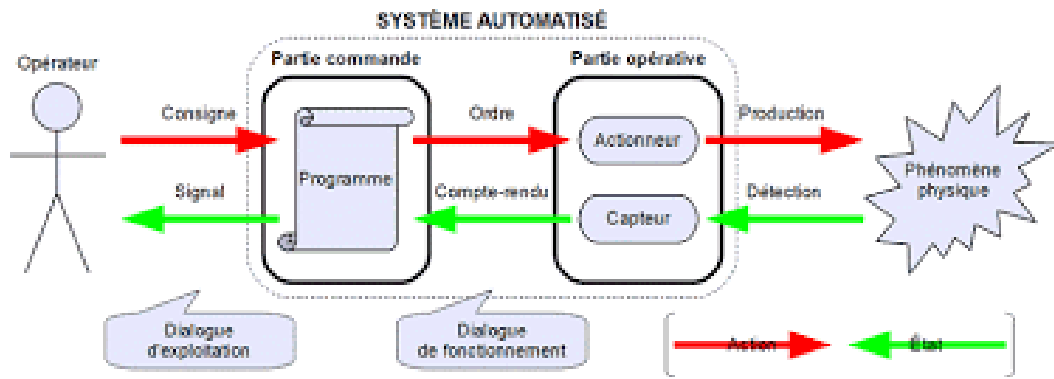 SYSTÈME AUTOMATISÉ
Opérateur
Partie commande
Partie opérative
Consigne
Ordre
Actionneur
Production
Programme
Phénomène
physique
Signal
Compte-rendu
Capteur
Détection
Dialogue
d'exploitation
Dialogue
de fonctionnement
Action
État